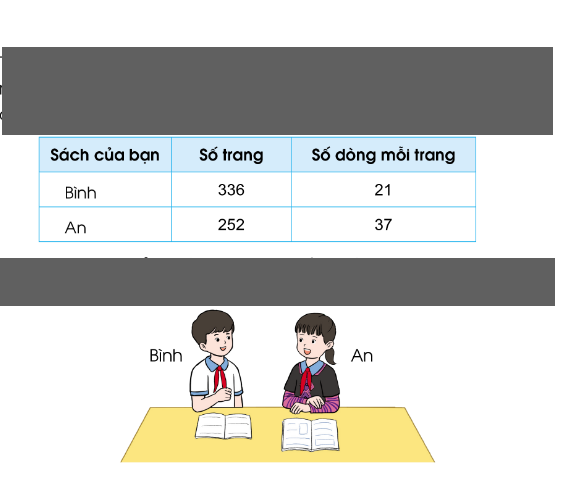 Sách của bạn Số trang Số dòng mỗi trang
Bình 336 21
An 252 37
Bình An